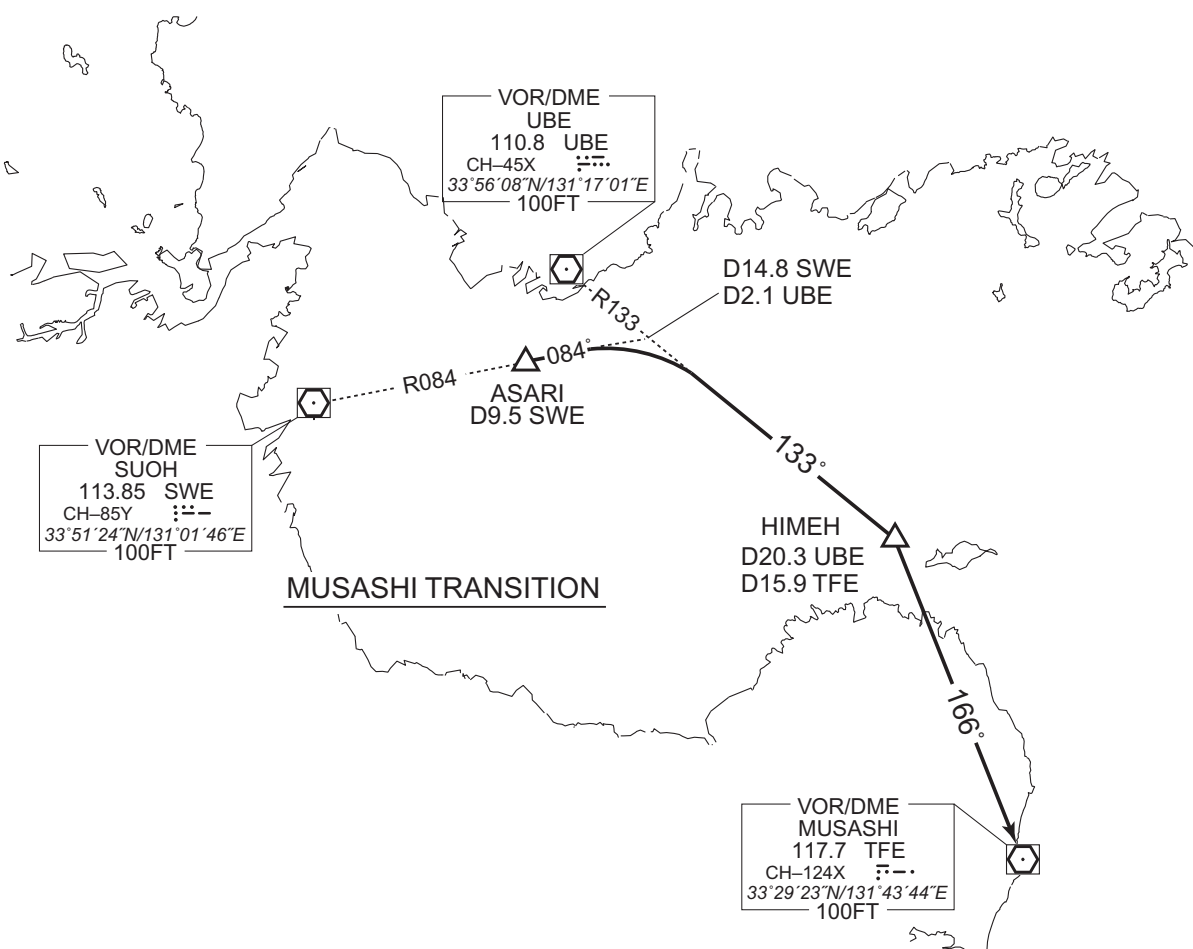 VOR/DME
UBE
110.8 UBE
CH–45X
33°56´08˝N/131°17´01˝E
100FT
D14.8 SWE
D2.1 UBE
R133
084°
R084
ASARI
D9.5 SWE
VOR/DME
SUOH
113.85 SWE
CH–85Y
33°51´24˝N/131°01´46˝E
100FT
133°
HIMEH
D20.3 UBE
D15.9 TFE
MUSASHI TRANSITION
166°
VOR/DME
MUSASHI
117.7 TFE
CH–124X
33°29´23˝N/131°43´44˝E
100FT